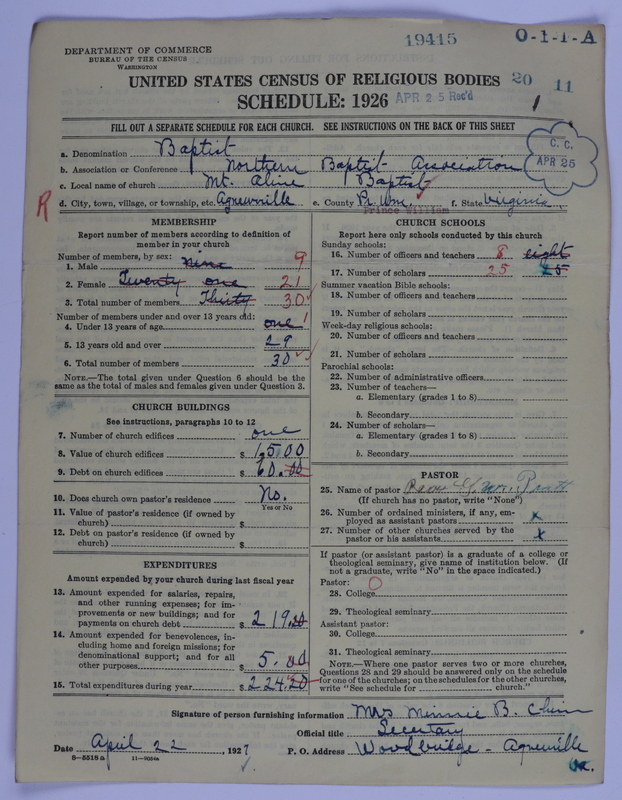 19415 0-1-1-A
DEPARTMENT OF COMMERCE
BUREAU OF THE CENSUS
WASHINGTON
UNITED STATES CENSUS OF RELIGIOUS BODIES 20 11
SCHEDULE: 1926 APR 25 Rec'd 1
FILL OUT A SEPARATE SCHEDULE FOR EACH CHURCH. SEE INSTRUCTIONS ON THE BACK OF THIS SHEET
C. C.
APR 25
a. Denomination Baptist
b. Association or Conference Northern Baptist Association
c. Local name of church Mt. Olive Baptist
R d. City, town, village, or township, etc. Agnewville e. County Pr. Wm. f. State Virginia
Prince William
MEMBERSHIP
Report number of members according to definition of
member in your church
Number of members, by sex:
1. Male Nine 9
2. Female Twenty one 21
3. Total number of members Thirty 30
Number of members under and over 13 years old:
4. Under 13 years of age one 1
5. 13 years old and over 29
6. Total number of members 30
NOTE.—The total given under Question 6 should be the
same as the total of males and females given under Question 3.
CHURCH BUILDINGS
See instructions, paragraphs 10 to 12
7. Number of church edifices one
8. Value of church edifices $ 1,500
9. Debt on church edifices $ 60.00
10. Does church own pastor's residence No.
Yes or No
11. Value of pastor's residence (if owned by
church) $
12. Debt on pastor's residence (if owned by
church) $
EXPENDITURES
Amount expended by your church during last fiscal year
13. Amount expended for salaries, repairs,
and other running expenses; for im-
provements or new buildings; and for
payments on church debt $ 219.20
14. Amount expended for benevolences, in-
cluding home and foreign missions; for
denominational support; and for all
other purposes $ 5.00
15. Total expenditures during year $ 224.20
CHURCH SCHOOLS
Report here only schools conducted by this church
Sunday schools:
16. Number of officers and teachers 8 eight
17. Number of scholars 25 25
Summer vacation Bible schools:
18. Number of officers and teachers
19. Number of scholars
Week-day religious schools:
20. Number of officers and teachers
21. Number of scholars
Parochial schools:
22. Number of administrative officers
23. Number of teachers—
a. Elementary (grades 1 to 8)
b. Secondary
24. Number of scholars—
a. Elementary (grades 1 to 8)
b. Secondary
PASTOR
25. Name of pastor
(If church has no pastor, write "None")
26. Number of ordained ministers, if any, em-
ployed as assistant pastors x
27. Number of other churches served by the
pastor or his assistants x
If pastor (or assistant pastor) is a graduate of a college or
theological seminary, give name of institution below. (If
not a graduate, write "No" in the space indicated.)
Pastor: O
28. College
29. Theological seminary
Assistant pastor:
30. College
31. Theological seminary
NOTE.—Where one pastor serves two or more churches,
Questions 28 and 29 should be answered only on the schedule
for one of the churches; on the schedules for the other churches,
write "See schedule for church."
Signature of person furnishing information Mrs Minnie B. Chinn
Official title Secretary
Date April 22, 1927 P. O. Address Woodbridge - Agnewville
Va.
8-5518 a